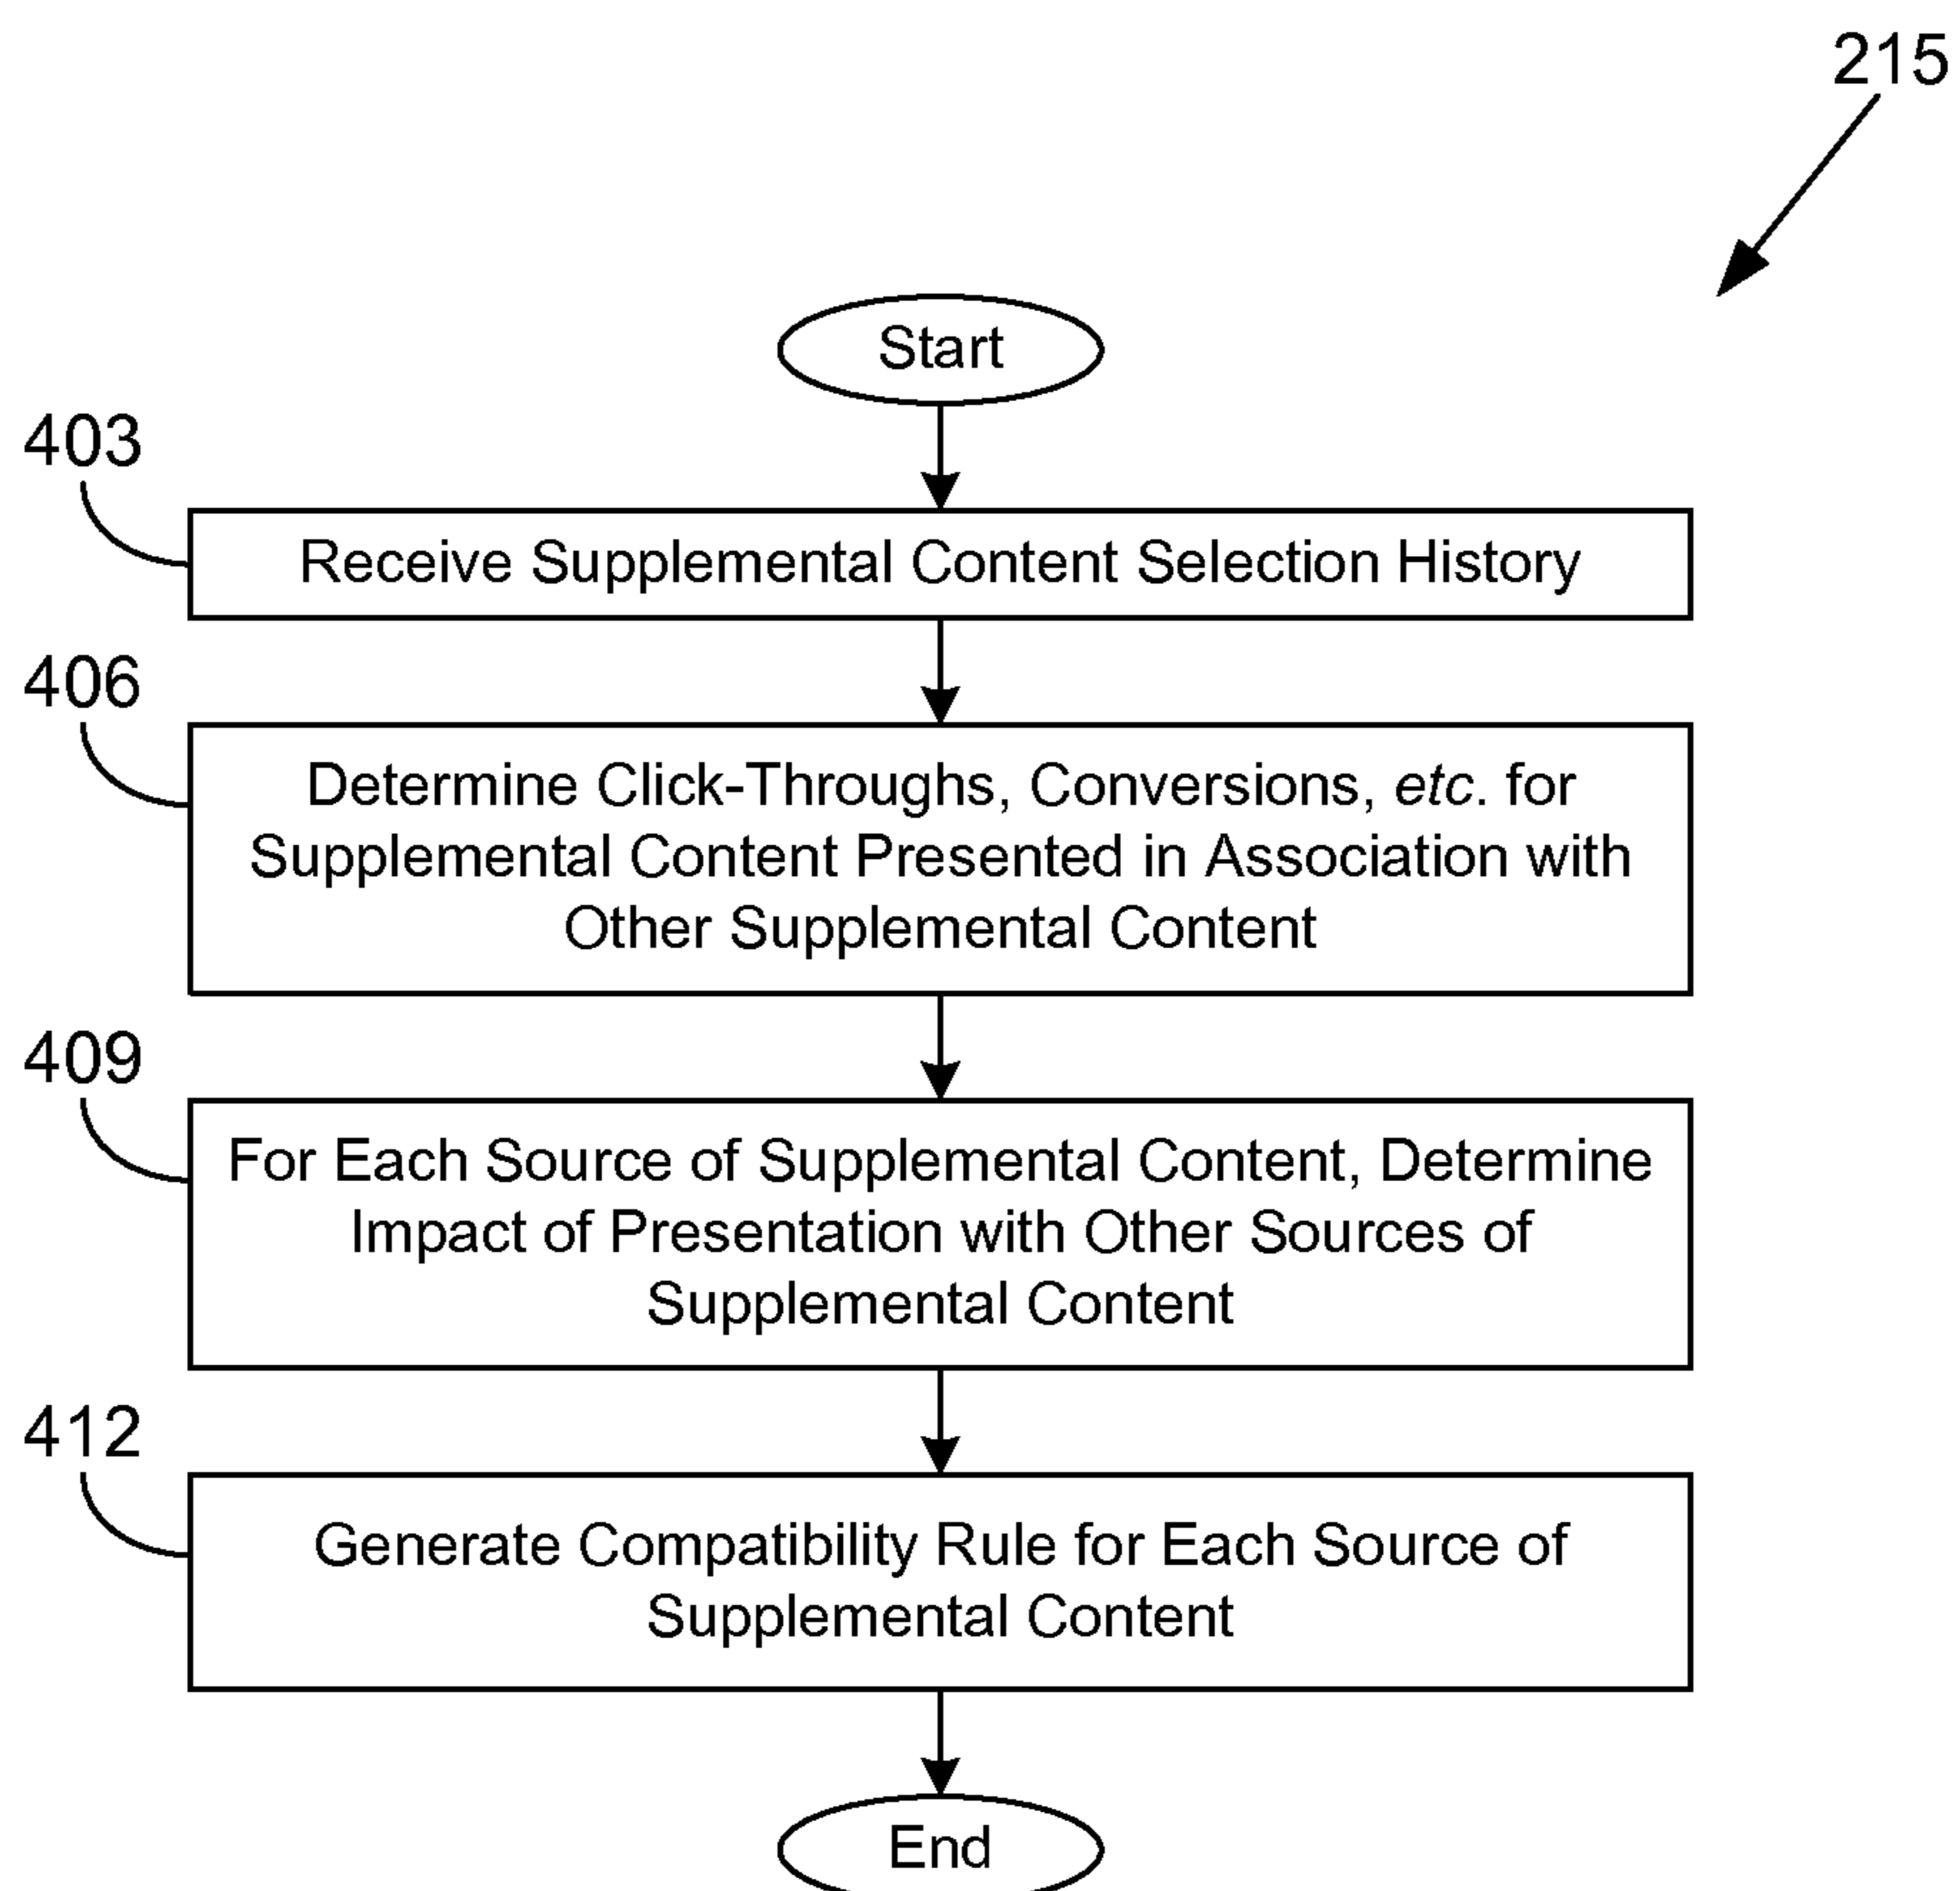 215
Start
403
Receive Supplemental Content Selection History
406
Determine Click-Throughs, Conversions, etc. for
Supplemental Content Presented in Association with
Other Supplemental Content
409
For Each Source of Supplemental Content, Determine
Impact of Presentation with Other Sources of
Supplemental Content
412
Generate Compatibility Rule for Each Source of
Supplemental Content
End